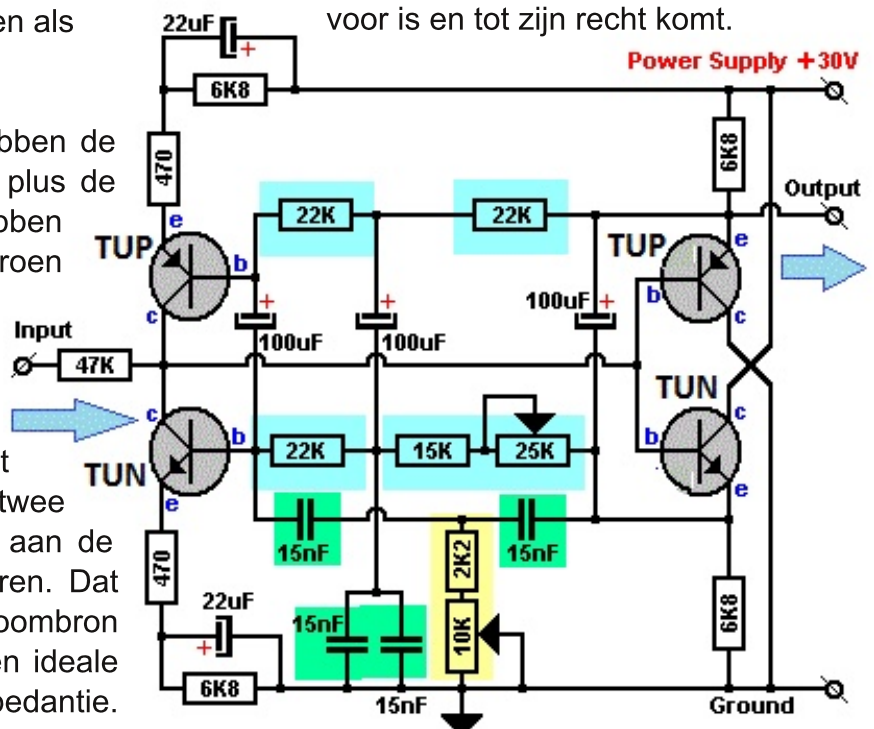 en als
voor is en tot zijn recht komt.
22uF
+
Power Supply +30V
6K8
bben de
plus de
bben
roen
470
6K8
22K
22K
Output
e
TUP
b
c
TUP
e
b
c
+
100uF
+
100uF
100uF
+
Input
47K
TUN
c
b
e
c
b
e
TUN
22K
15K
25K
t
twee
aan de
ren. Dat
oombron
en ideale
pedantie.
15nF
15nF
470
2K2
22uF
+
15nF
10K
6K8
6K8
15nF
Ground